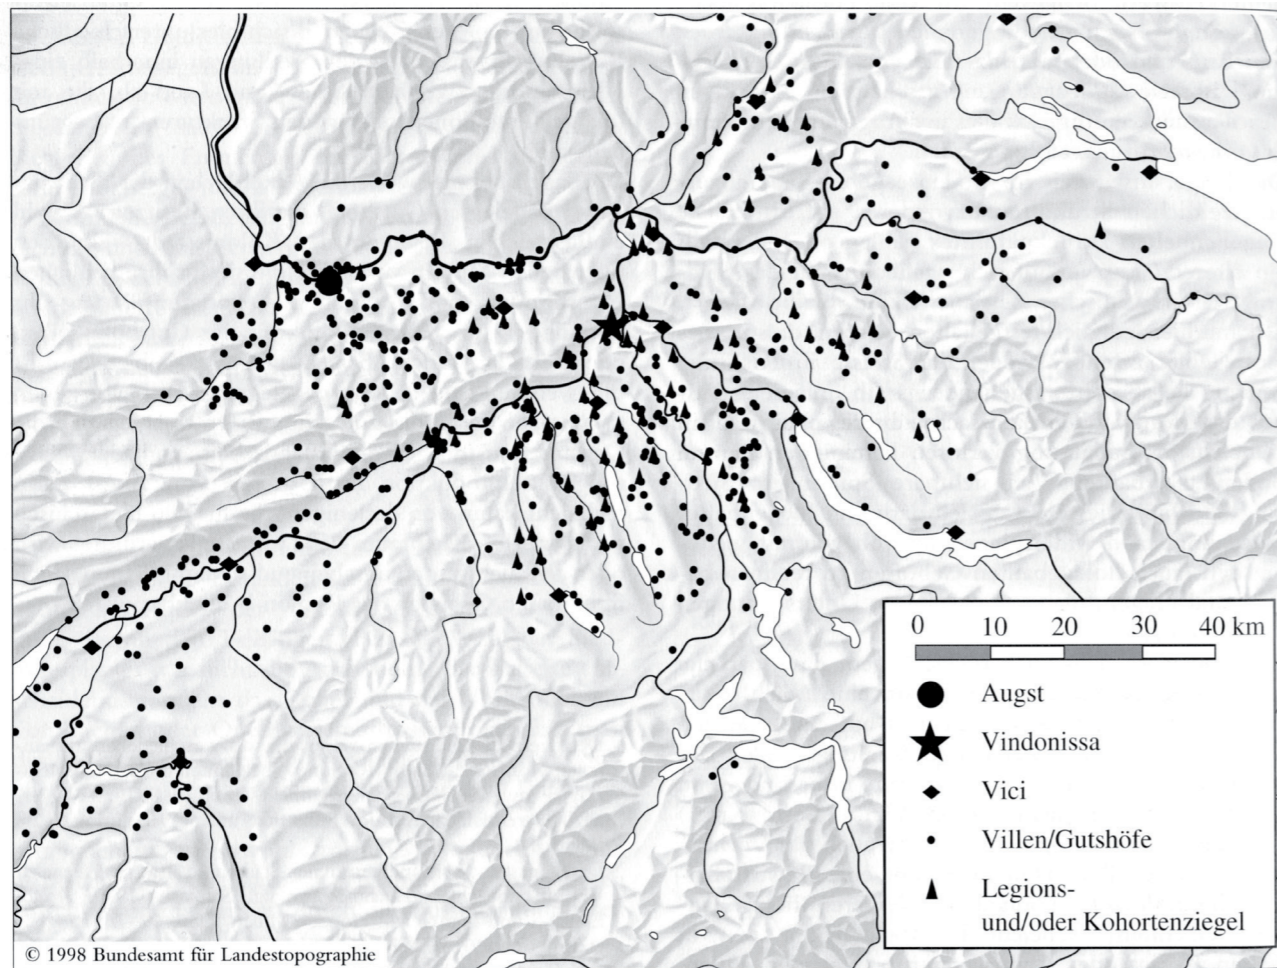 0 10 20 30 40 km
Augst
Vindonissa
Vici
Villen/Gutshöfe
Legions-
und/oder Kohortenziegel
© 1998 Bundesamt für Landestopographie